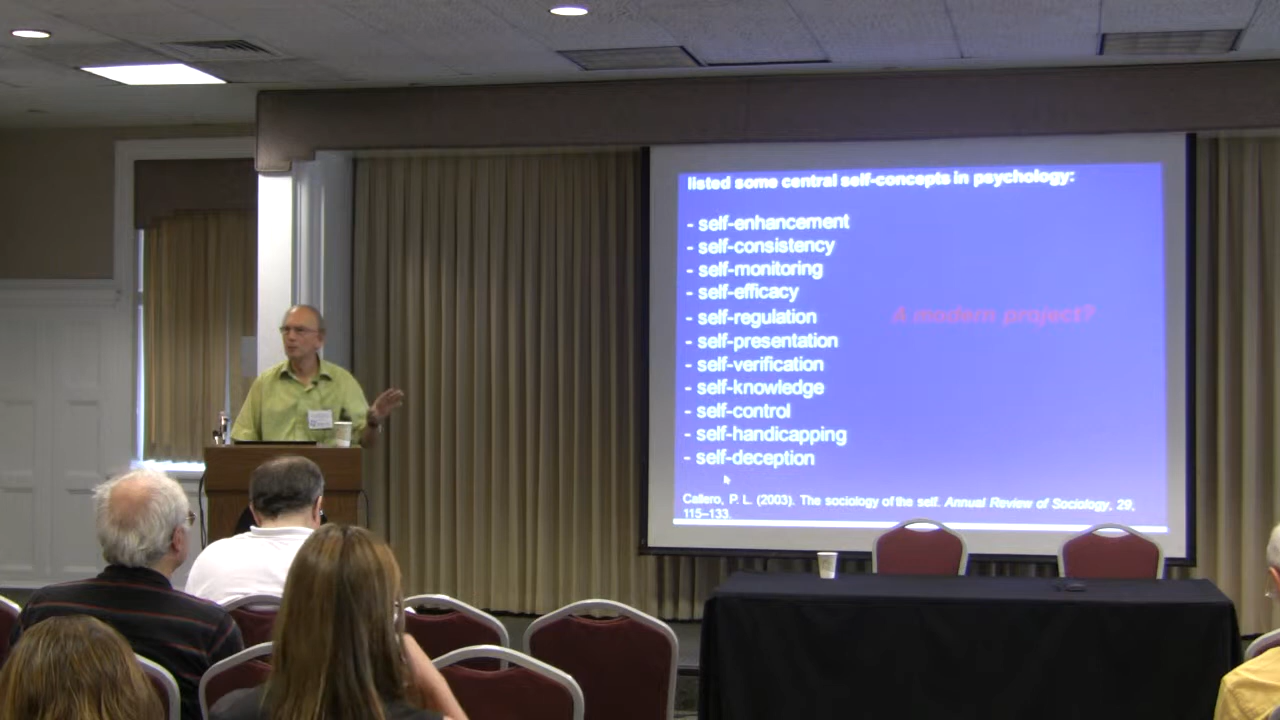 listed some central self-concepts in psychology:
- self-enhancement
- self-consistency
- self-monitoring
- self-efficacy
- self-regulation
A modern project?
- self-presentation
- self-verification
- self-knowledge
- self-control
- self-handicapping
- self-deception
Callero, P. L. (2003). The sociology of the self. Annual Review of Sociology, 29,
115–133.